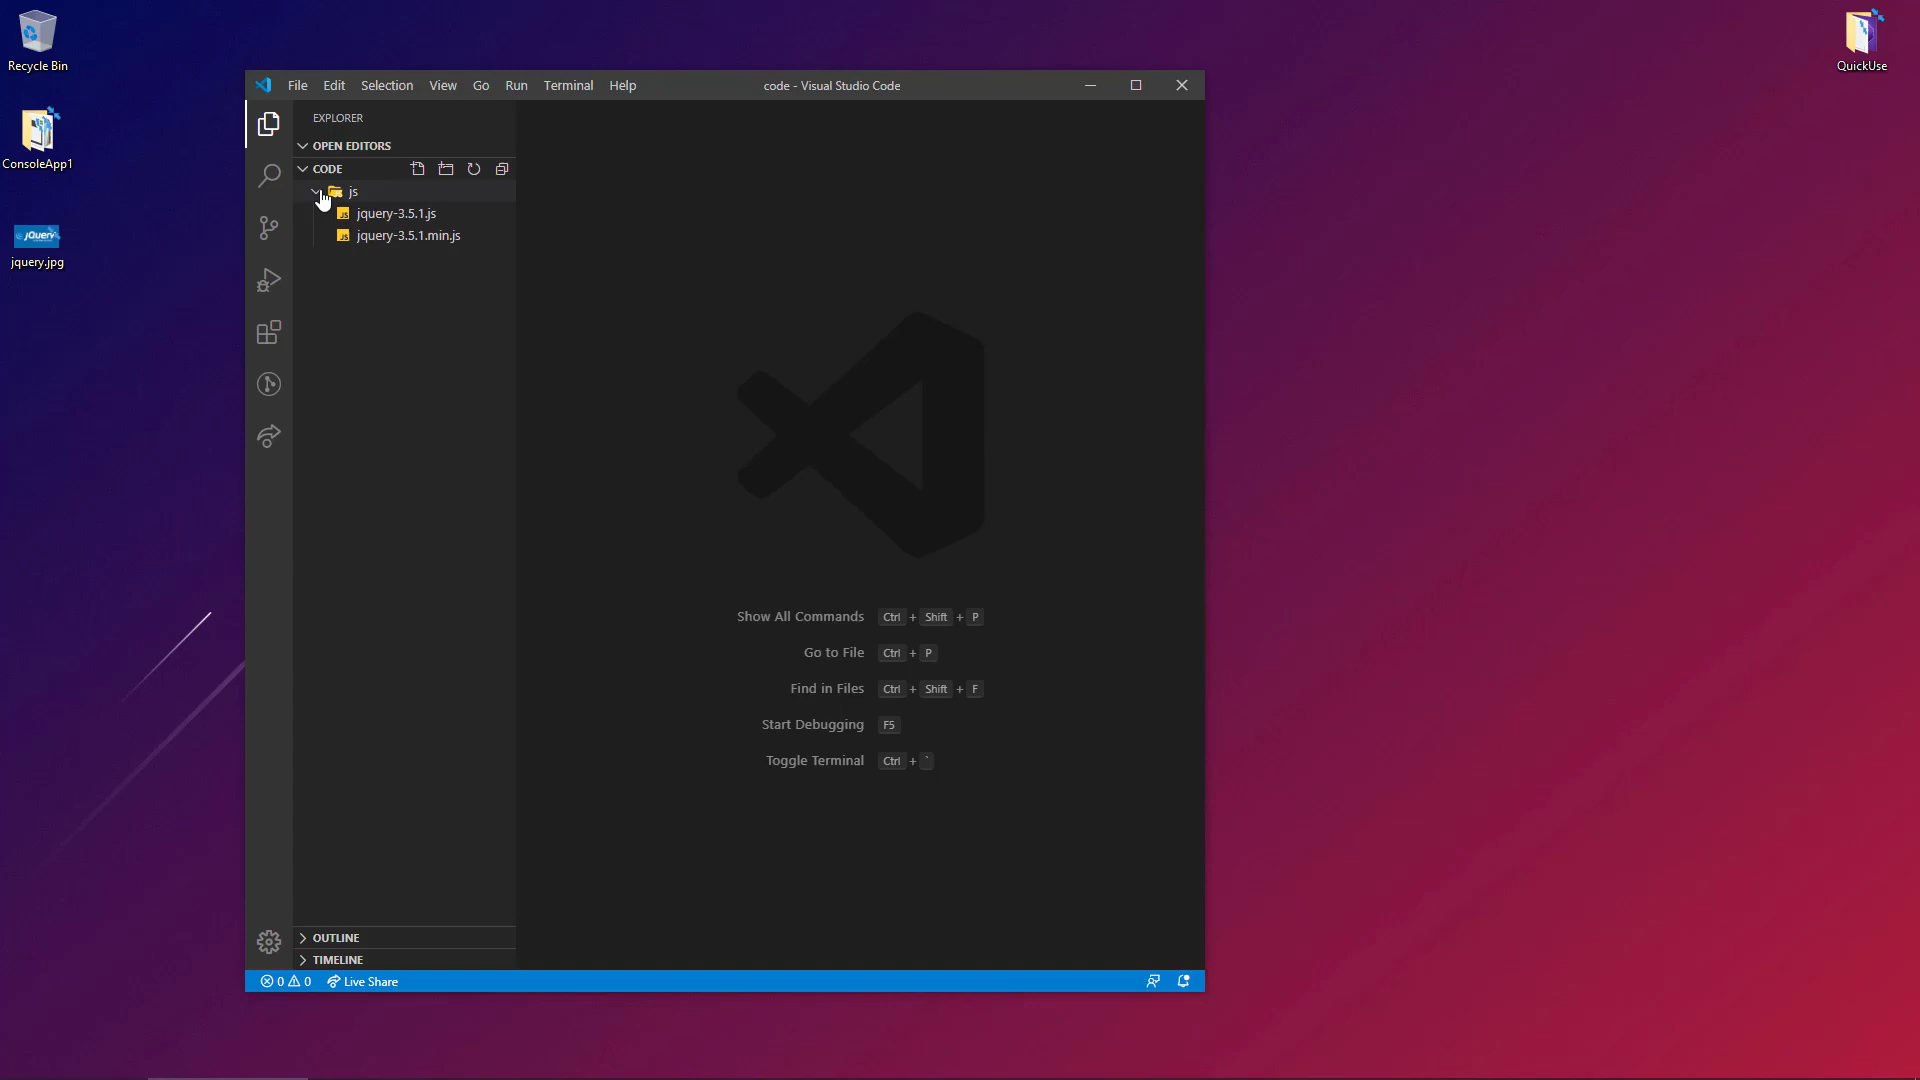 Recycle Bin
ConsoleApp1
jQuery
jquery.jpg
QuickUse
File Edit Selection View Go Run Terminal Help code - Visual Studio Code
EXPLORER
OPEN EDITORS
CODE
js
JS jquery-3.5.1.js
JS jquery-3.5.1.min.js
Show All Commands Ctrl + Shift + P
Go to File Ctrl + P
Find in Files Ctrl + Shift + F
Start Debugging F5
Toggle Terminal Ctrl + `
OUTLINE
TIMELINE
0 0 Live Share